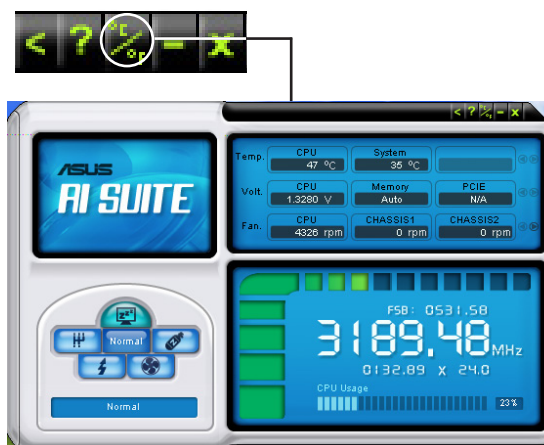 < ? °C/°F - x
< ? °C/°F - x
ASUS
AI SUITE
Temp. CPU 47 °C System 35 °C
Volt. CPU 1.3280 V Memory Auto PCIE N/A
Fan. CPU 4326 rpm CHASSIS1 0 rpm CHASSIS2 0 rpm
zzz
Normal
Normal
FSB: 0531.58
3189.48 MHz
0132.89 x 24.0
CPU Usage
23%